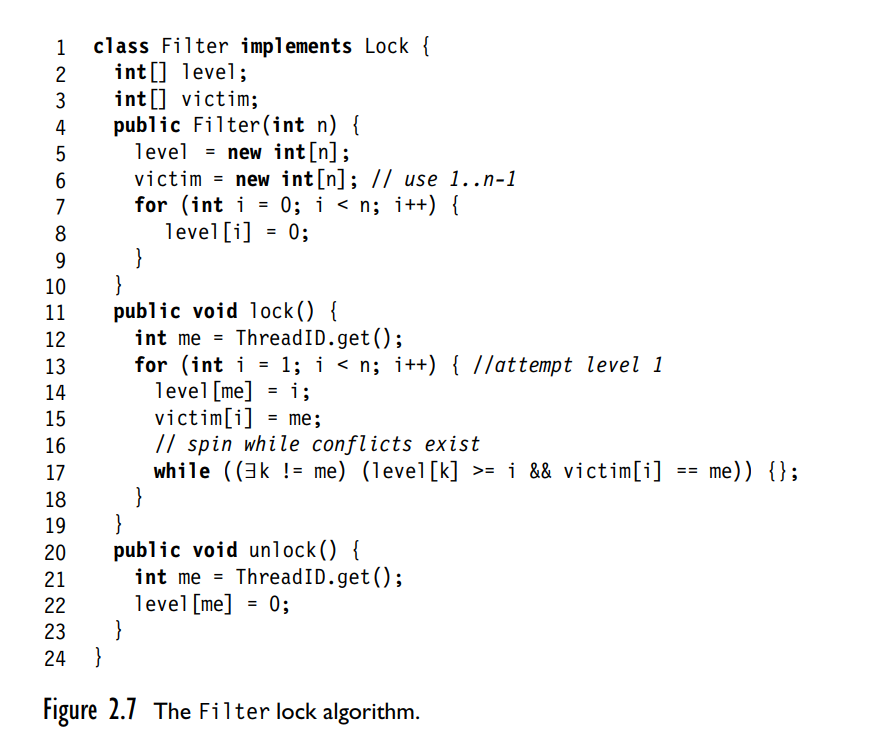 1 class Filter implements Lock {
2 int[] level;
3 int[] victim;
4 public Filter(int n) {
5 level = new int[n];
6 victim = new int[n]; // use 1..n-1
7 for (int i = 0; i < n; i++) {
8 level[i] = 0;
9 }
10 }
11 public void lock() {
12 int me = ThreadID.get();
13 for (int i = 1; i < n; i++) { //attempt level 1
14 level[me] = i;
15 victim[i] = me;
16 // spin while conflicts exist
17 while ((∃k != me) (level[k] >= i && victim[i] == me)) {};
18 }
19 }
20 public void unlock() {
21 int me = ThreadID.get();
22 level[me] = 0;
23 }
24 }
Figure 2.7 The Filter lock algorithm.